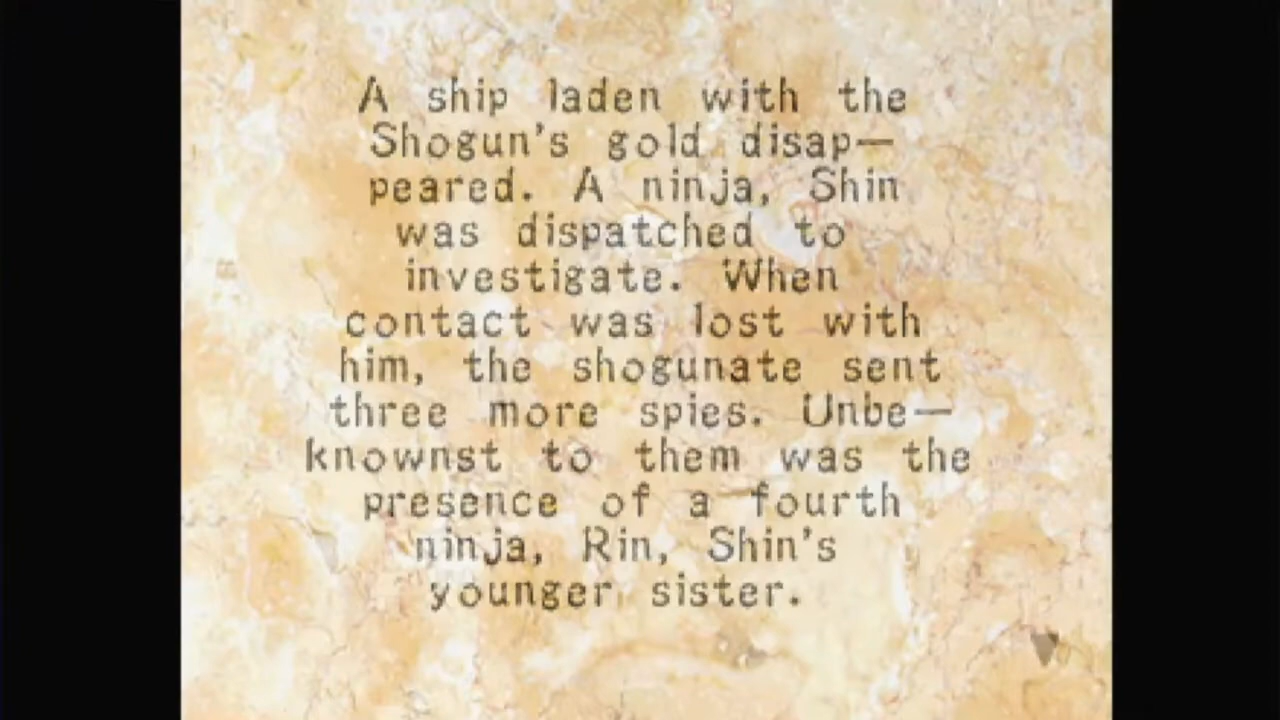 A ship laden with the
Shogun's gold disap—
peared. A ninja, Shin
was dispatched to
investigate. When
contact was lost with
him, the shogunate sent
three more spies. Unbe—
knownst to them was the
presence of a fourth
ninja, Rin, Shin's
younger sister.